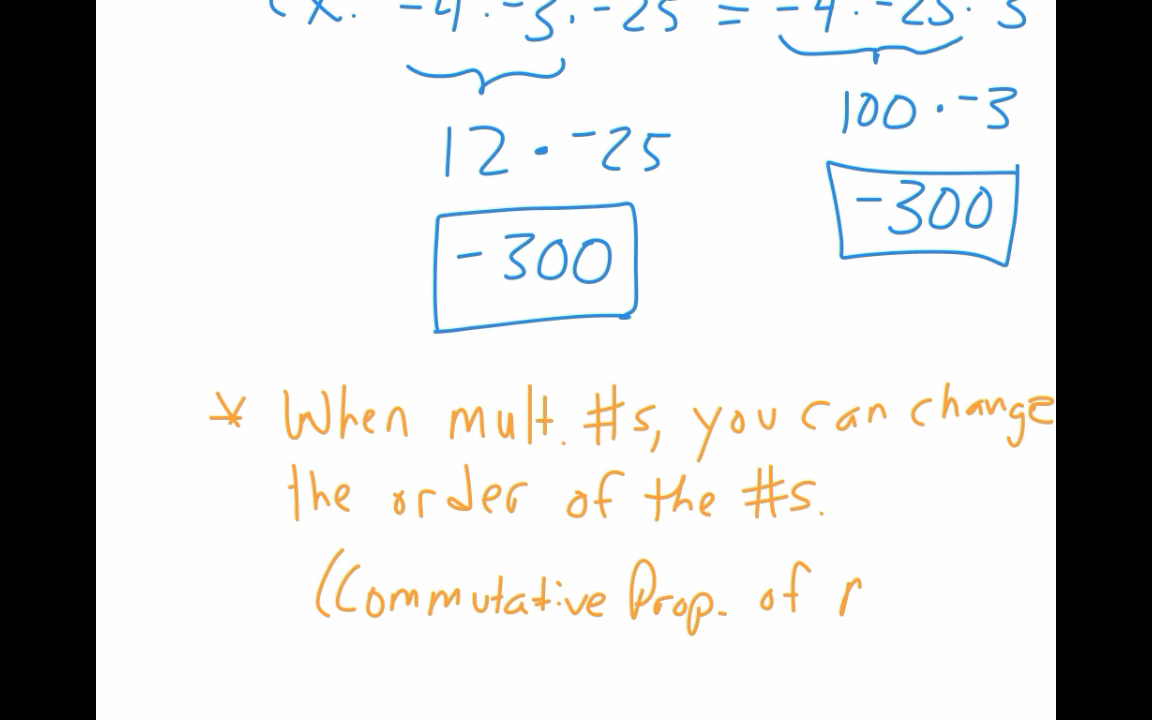 Ex: -4 · -3 · -25 = -4 · -25 · 3
12 · -25
100 · -3
-300
-300
* When mult. #s, you can change
the order of the #s.
(Commutative Prop. of